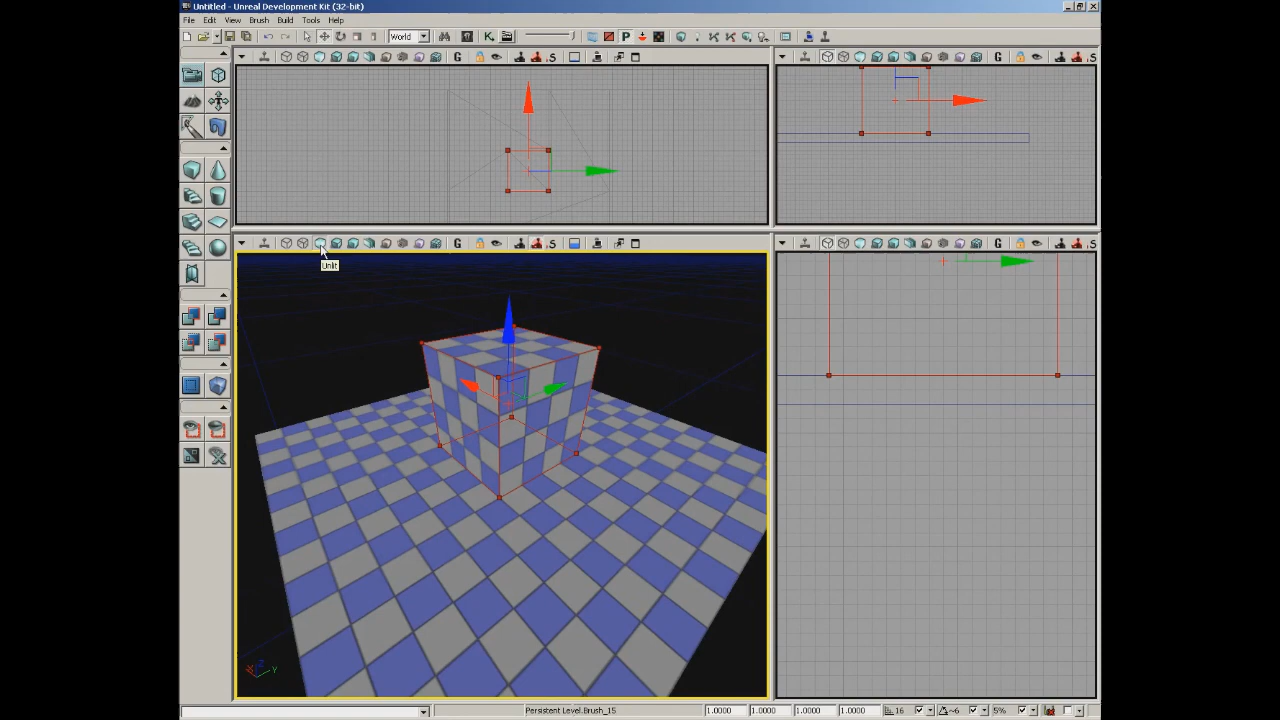 Untitled - Unreal Development Kit (32-bit)
File Edit View Brush Build Tools Help
World
P
G S
G S
G S
G S
Unlit
X Z Y
Persistent Level.Brush_15 1.0000 1.0000 1.0000 1.0000 16 ~6 5%